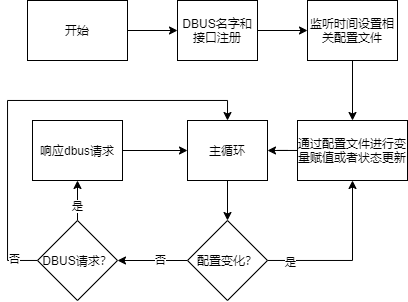 开始
DBUS名字和
接口注册
监听时间设置相
关配置文件
响应dbus请求
主循环
通过配置文件进行变
量赋值或者状态更新
是
否
DBUS请求？
否
配置变化？
是